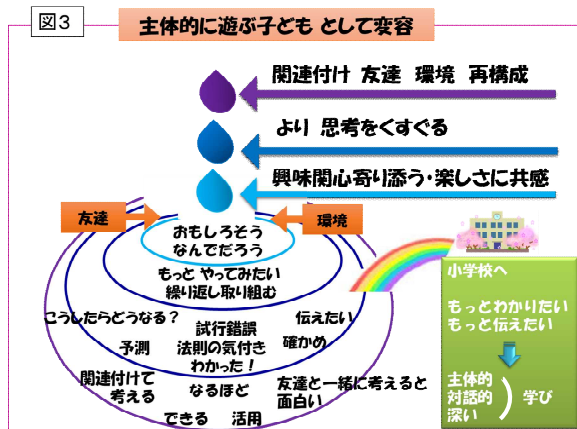 図3
主体的に遊ぶ子ども として変容
関連付け 友達 環境 再構成
より 思考をくすぐる
興味関心寄り添う・楽しさに共感
友達
環境
おもしろそう
なんでだろう
もっと やってみたい
繰り返し取り組む
こうしたらどうなる?
伝えたい
試行錯誤
予測
法則の気付き
確かめ
わかった!
関連付けて
考える
なるほど
友達と一緒に考えると
面白い
できる 活用
小学校へ
もっとわかりたい
もっと伝えたい
主体的
対話的
深い
学び